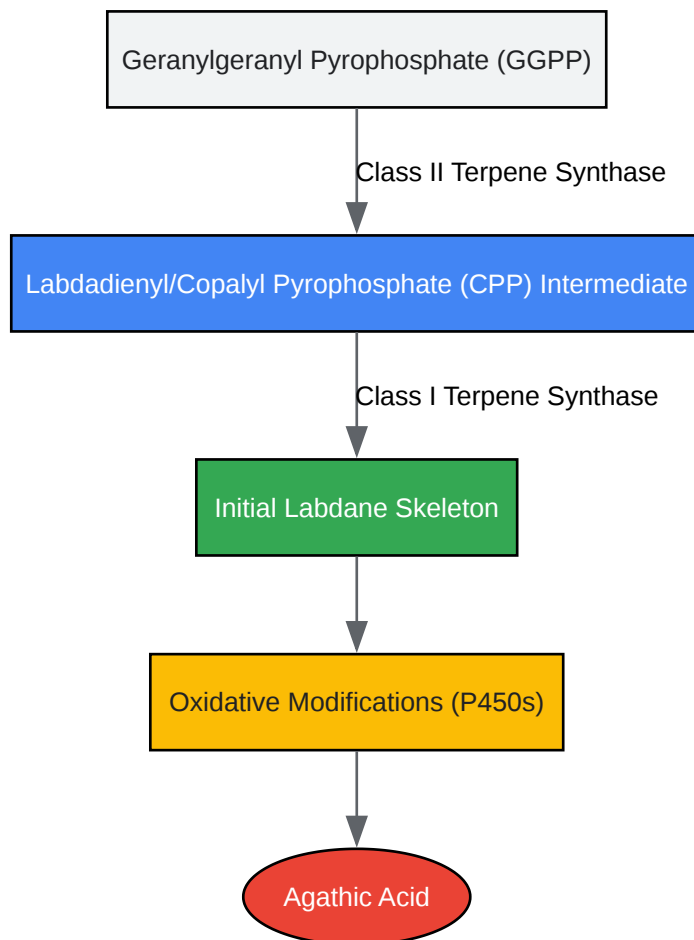 Geranylgeranyl Pyrophosphate (GGPP)
Class II Terpene Synthase
Labdadienyl/Copalyl Pyrophosphate (CPP) Intermediate
Class I Terpene Synthase
Initial Labdane Skeleton
Oxidative Modifications (P450s)
Agathic Acid